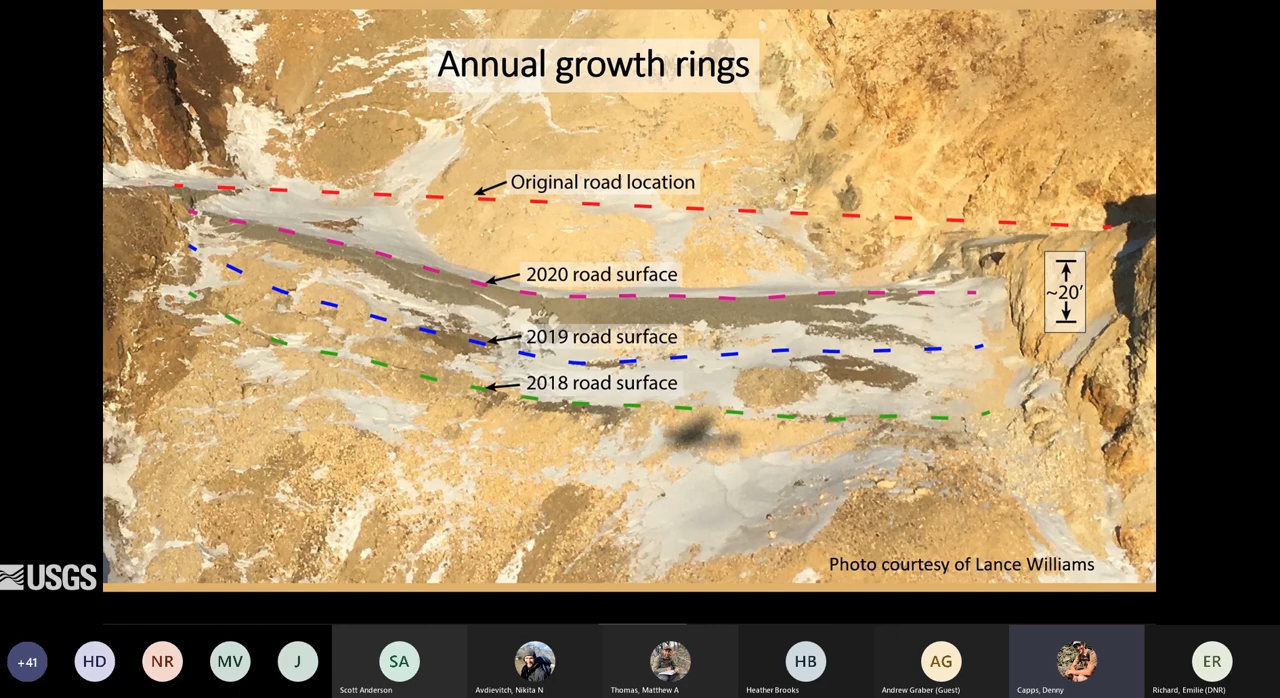 Annual growth rings
Original road location
2020 road surface
~20’
2019 road surface
2018 road surface
Photo courtesy of Lance Williams
USGS
+41
HD
NR
MV
J
SA
HB
AG
ER
Scott Anderson
Avdievitch, Nikita N
Thomas, Matthew A
Heather Brooks
Andrew Graber (Guest)
Capps, Denny
Richard, Emilie (DNR)